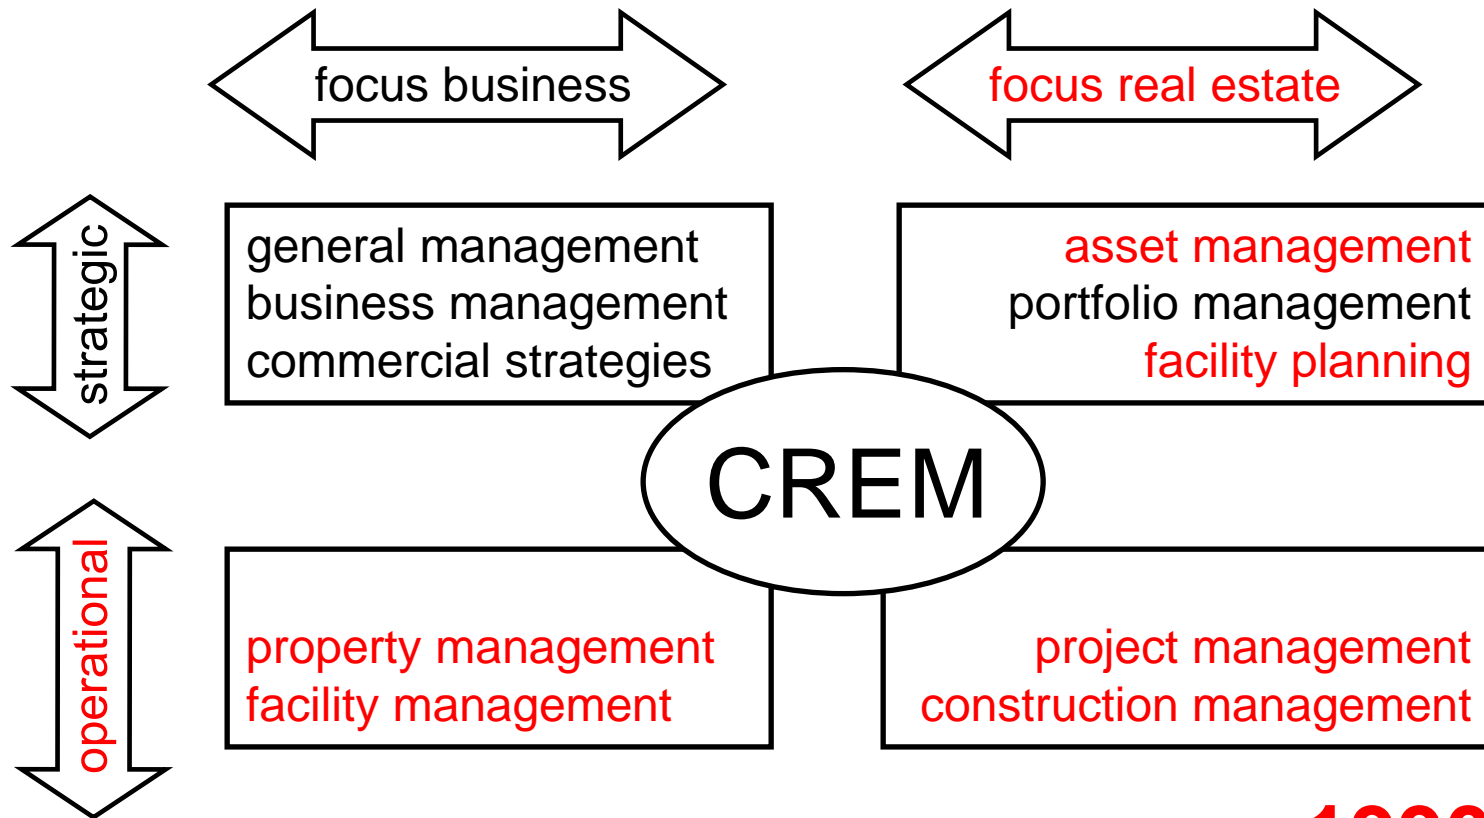 focus business
focus real estate
strategic
general management
business management
commercial strategies
asset management
portfolio management
facility planning
CREM
operational
property management
facility management
project management
construction management